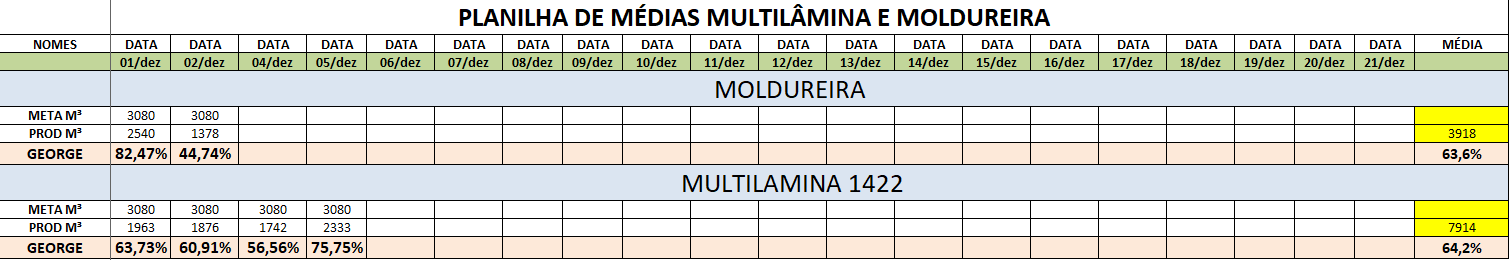 PLANILHA DE MÉDIAS MULTILÂMINA E MOLDUREIRA
NOMES DATA DATA DATA DATA DATA DATA DATA DATA DATA DATA DATA DATA DATA DATA DATA DATA DATA DATA DATA DATA MÉDIA
01/dez 02/dez 04/dez 05/dez 06/dez 07/dez 08/dez 09/dez 10/dez 11/dez 12/dez 13/dez 14/dez 15/dez 16/dez 17/dez 18/dez 19/dez 20/dez 21/dez
MOLDUREIRA
META M³ 3080 3080
PROD M³ 2540 1378 3918
GEORGE 82,47% 44,74% 63,6%
MULTILAMINA 1422
META M³ 3080 3080 3080 3080
PROD M³ 1963 1876 1742 2333 7914
GEORGE 63,73% 60,91% 56,56% 75,75% 64,2%